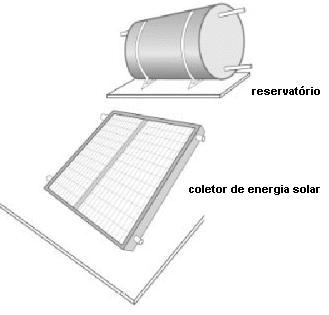 reservatório
coletor de energia solar